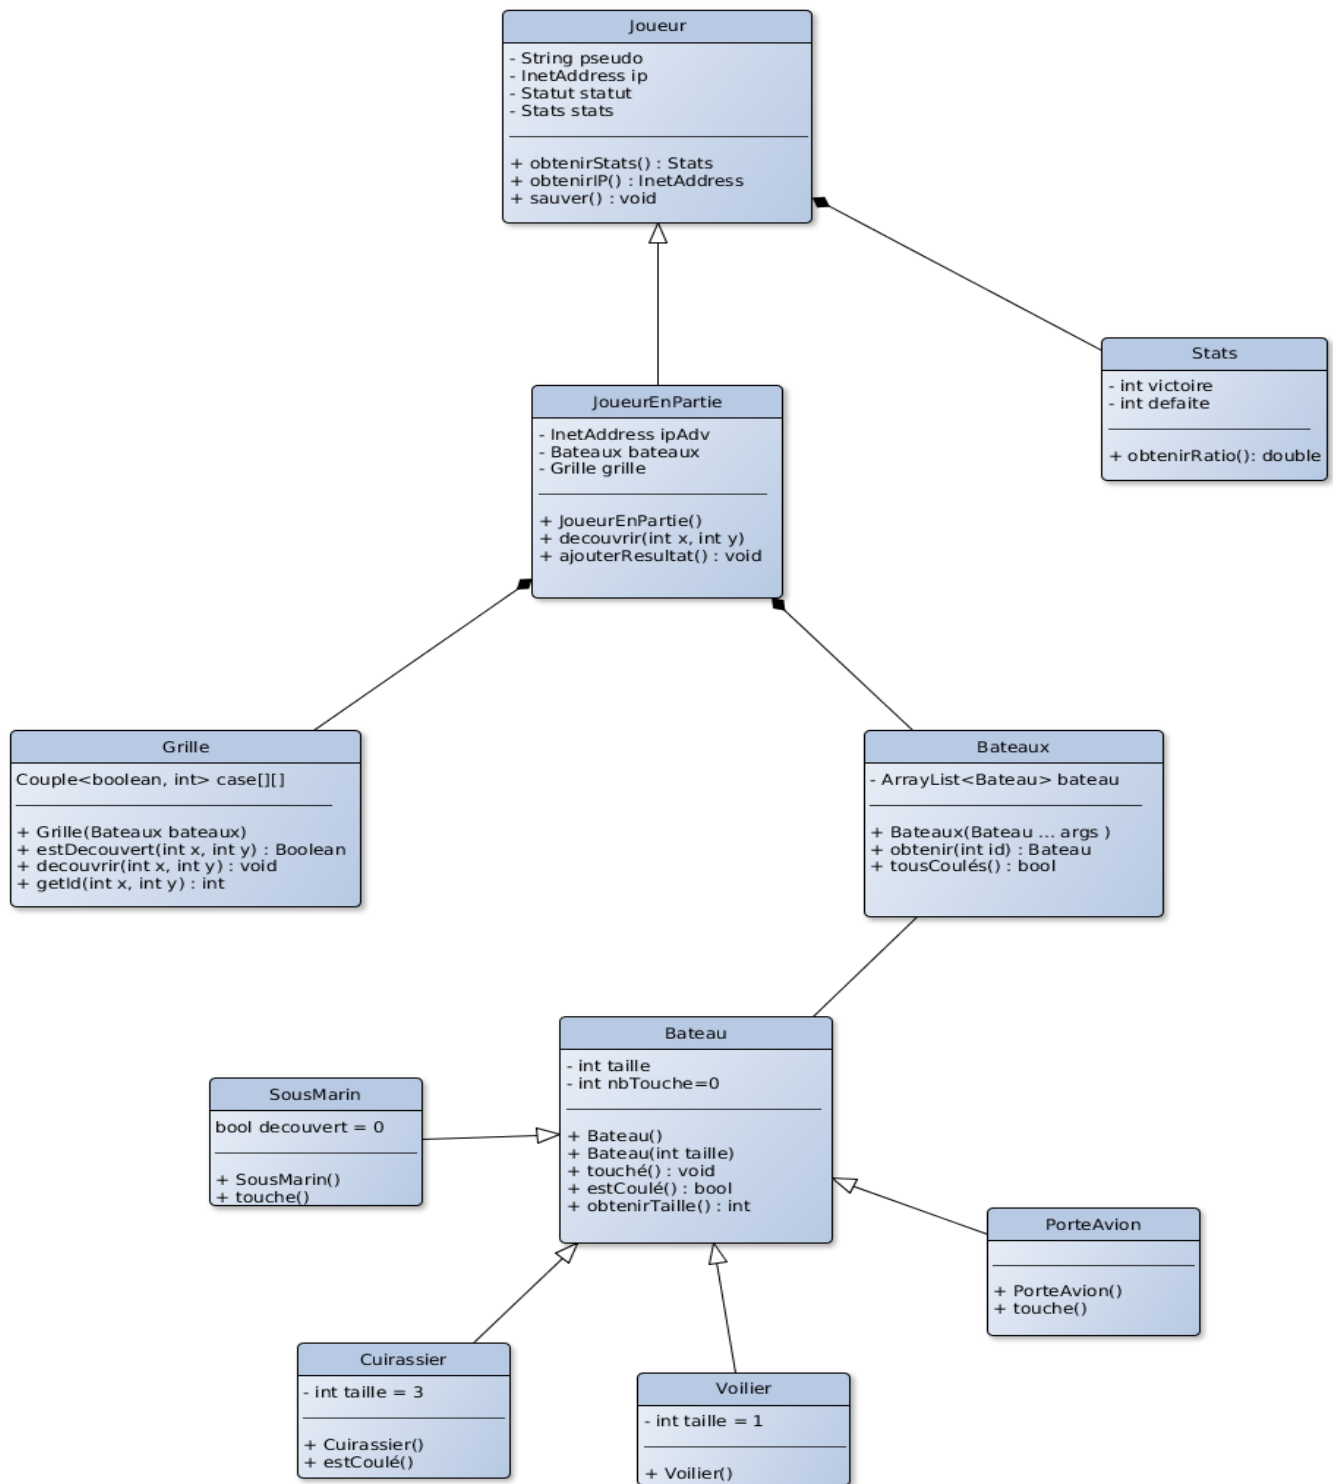 Joueur
- String pseudo
- InetAddress ip
- Statut statut
- Stats stats
+ obtenirStats() : Stats
+ obtenirIP() : InetAddress
+ sauver() : void
Stats
- int victoire
- int defaite
+ obtenirRatio(): double
JoueurEnPartie
- InetAddress ipAdv
- Bateaux bateaux
- Grille grille
+ JoueurEnPartie()
+ decouvrir(int x, int y)
+ ajouterResultat() : void
Grille
Couple<boolean, int> case[][]
+ Grille(Bateaux bateaux)
+ estDecouvert(int x, int y) : Boolean
+ decouvrir(int x, int y) : void
+ getId(int x, int y) : int
Bateaux
- ArrayList<Bateau> bateau
+ Bateaux(Bateau ... args )
+ obtenir(int id) : Bateau
+ tousCoulés() : bool
Bateau
- int taille
- int nbTouche=0
+ Bateau()
+ Bateau(int taille)
+ touché() : void
+ estCoulé() : bool
+ obtenirTaille() : int
SousMarin
bool decouvert = 0
+ SousMarin()
+ touche()
PorteAvion
+ PorteAvion()
+ touche()
Cuirassier
- int taille = 3
+ Cuirassier()
+ estCoulé()
Voilier
- int taille = 1
+ Voilier()